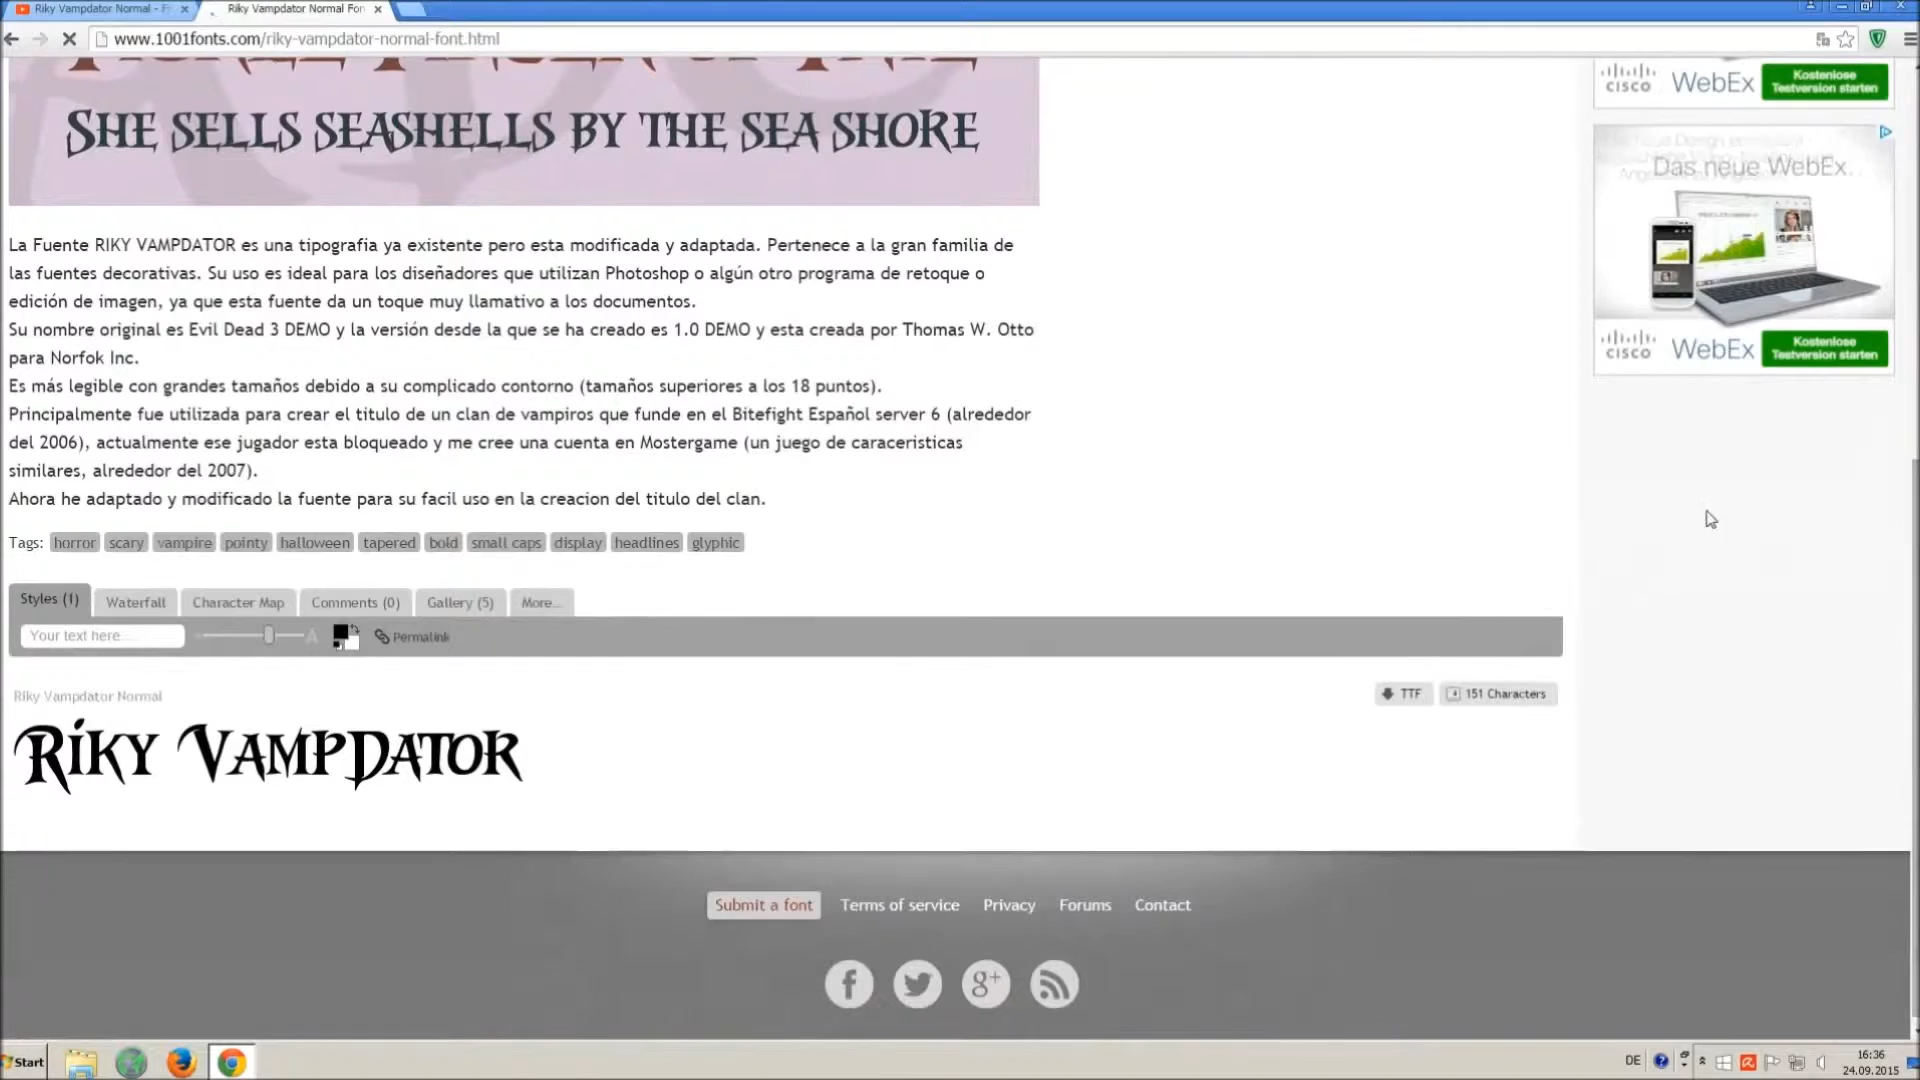 Riky Vampdator Normal - F
Riky Vampdator Normal Fon
www.1001fonts.com/riky-vampdator-normal-font.html
She sells seashells by the sea shore
La Fuente RIKY VAMPDATOR es una tipografia ya existente pero esta modificada y adaptada. Pertenece a la gran familia de
las fuentes decorativas. Su uso es ideal para los diseñadores que utilizan Photoshop o algún otro programa de retoque o
edición de imagen, ya que esta fuente da un toque muy llamativo a los documentos.
Su nombre original es Evil Dead 3 DEMO y la versión desde la que se ha creado es 1.0 DEMO y esta creada por Thomas W. Otto
para Norfok Inc.
Es más legible con grandes tamaños debido a su complicado contorno (tamaños superiores a los 18 puntos).
Principalmente fue utilizada para crear el titulo de un clan de vampiros que funde en el Bitefight Español server 6 (alrededor
del 2006), actualmente ese jugador esta bloqueado y me cree una cuenta en Mostergame (un juego de caraceristicas
similares, alrededor del 2007).
Ahora he adaptado y modificado la fuente para su facil uso en la creacion del titulo del clan.
Tags: horror scary vampire pointy halloween tapered bold small caps display headlines glyphic
Styles (1) Waterfall Character Map Comments (0) Gallery (5) More...
Your text here... A Permalink
Riky Vampdator Normal
TTF 151 Characters
Riky VampDator
CISCO WebEx Kostenlose
Testversion starten
Das neue WebEx.
CISCO WebEx Kostenlose
Testversion starten
Submit a font Terms of service Privacy Forums Contact
f g+
Start
DE
16:36
24.09.2015